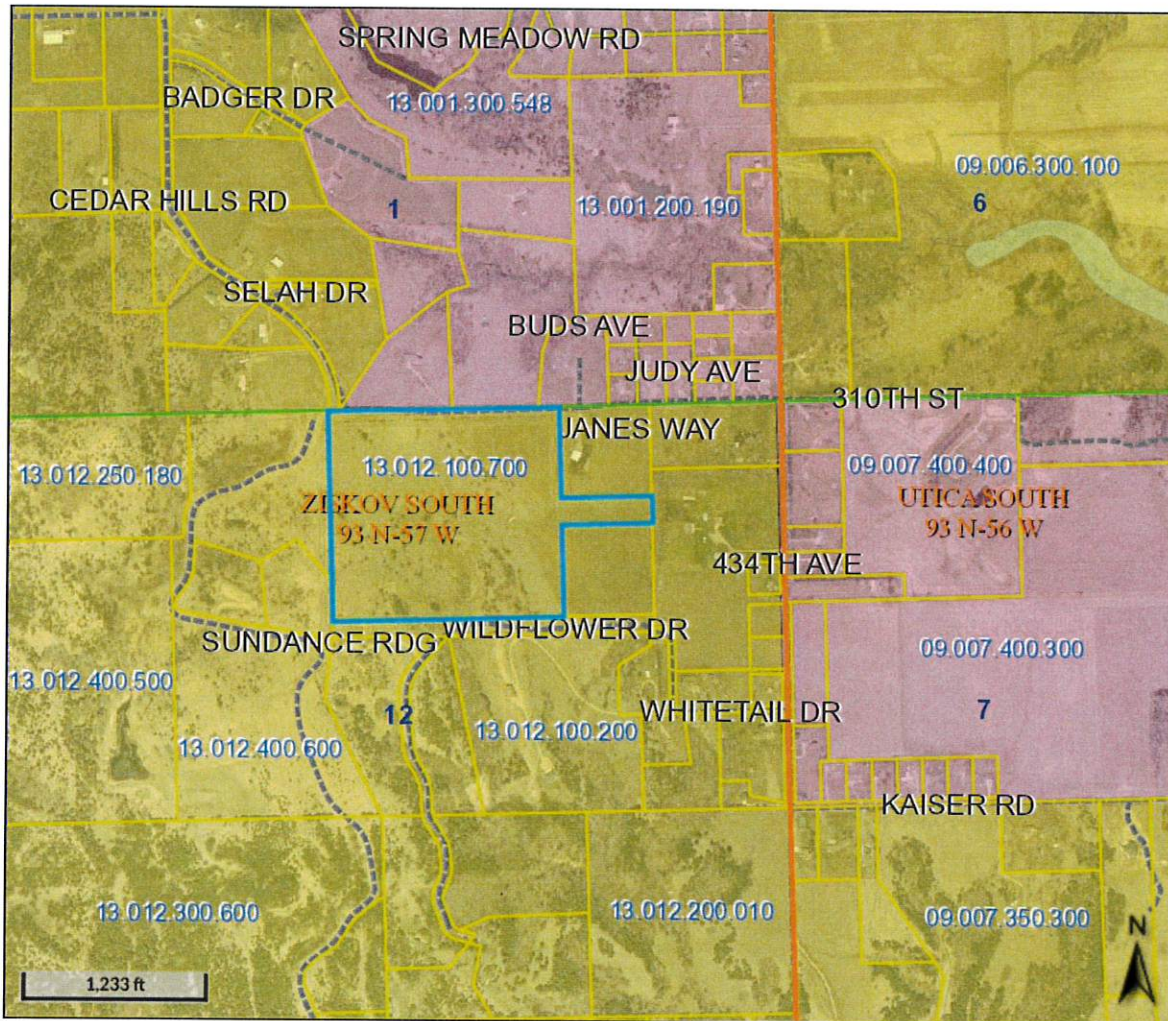 SPRING MEADOW RD
BADGER DR
13.001.300.548
09.006.300.100
CEDAR HILLS RD
1
13.001.200.190
6
SELAH DR
BUDS AVE
JUDY AVE
310TH ST
JANES WAY
13.012.250.180
13.012.100.700
09.007.400.400
ZISKOV SOUTH
93 N-57 W
UTICA SOUTH
93 N-56 W
434TH AVE
SUNDANCE RDG
WILDFLOWER DR
09.007.400.300
13.012.400.500
12
WHITETAIL DR
7
13.012.400.600
13.012.100.200
KAISER RD
13.012.300.600
13.012.200.010
09.007.350.300
N
1,233 ft